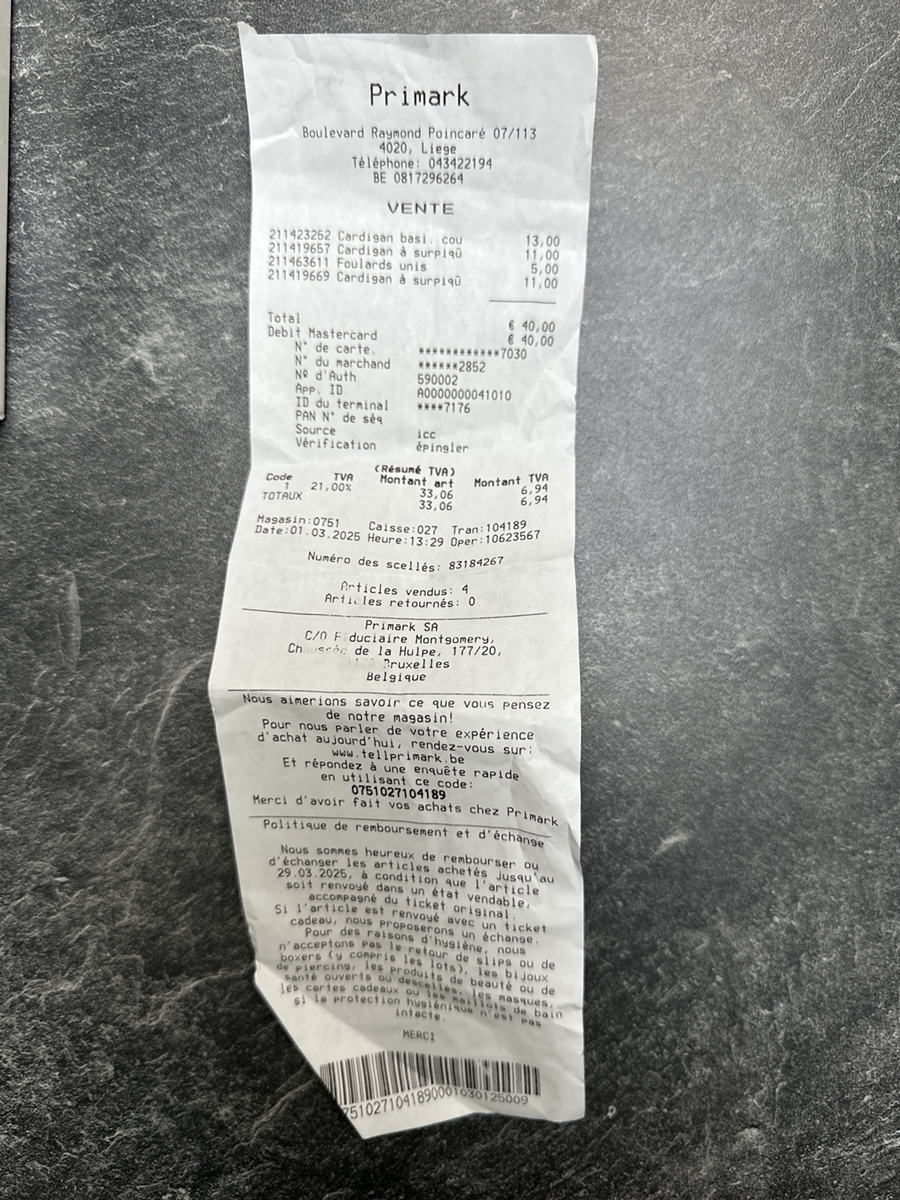 Primark
Boulevard Raymond Poincaré 07/113
4020, Liege
Téléphone: 043422194
BE 0817296264
VENTE
211423252 Cardigan basi. cou 13,00
211419657 Cardigan à surpiqû 11,00
211463611 Foulards unis 5,00
211419669 Cardigan à surpiqû 11,00
Total € 40,00
Debit Mastercard € 40,00
N° de carte. ************7030
N° du marchand ******2852
Nº d'Auth 590002
App. ID A0000000041010
ID du terminal ****7176
PAN N° de séq
Source icc
Vérification épingler
(Résumé TVA)
Code TVA Montant art Montant TVA
1 21,00% 33,06 6,94
TOTAUX 33,06 6,94
Magasin:0751 Caisse:027 Tran:104189
Date:01.03.2025 Heure:13:29 Oper:10623567
Numéro des scellés: 83184267
Articles vendus: 4
Articles retournés: 0
Primark SA
C/O Fiduciaire Montgomery,
Chaussée de la Hulpe, 177/20,
Bruxelles
Belgique
Nous aimerions savoir ce que vous pensez
de notre magasin!
Pour nous parler de votre expérience
d'achat aujourd'hui, rendez-vous sur:
www.tellprimark.be
Et répondez à une enquête rapide
en utilisant ce code:
0751027104189
Merci d'avoir fait vos achats chez Primark
Politique de remboursement et d'échange
Nous sommes heureux de rembourser ou
d'échanger les articles achetés jusqu'au
29.03.2025, à condition que l'article
soit renvoyé dans un état vendable,
accompagné du ticket original.
Si l'article est renvoyé avec un ticket
cadeau, nous proposerons un échange.
Pour des raisons d'hygiène, nous
n'acceptons pas le retour de slips ou de
boxers (y compris les lots), les bijoux
de piercing, les produits de beauté ou de
santé ouverts ou descellés, les masques,
les cartes cadeaux ou les maillots de bain
si la protection hygiénique n'est pas
intacte.
MERCI
7510271041890001030125009